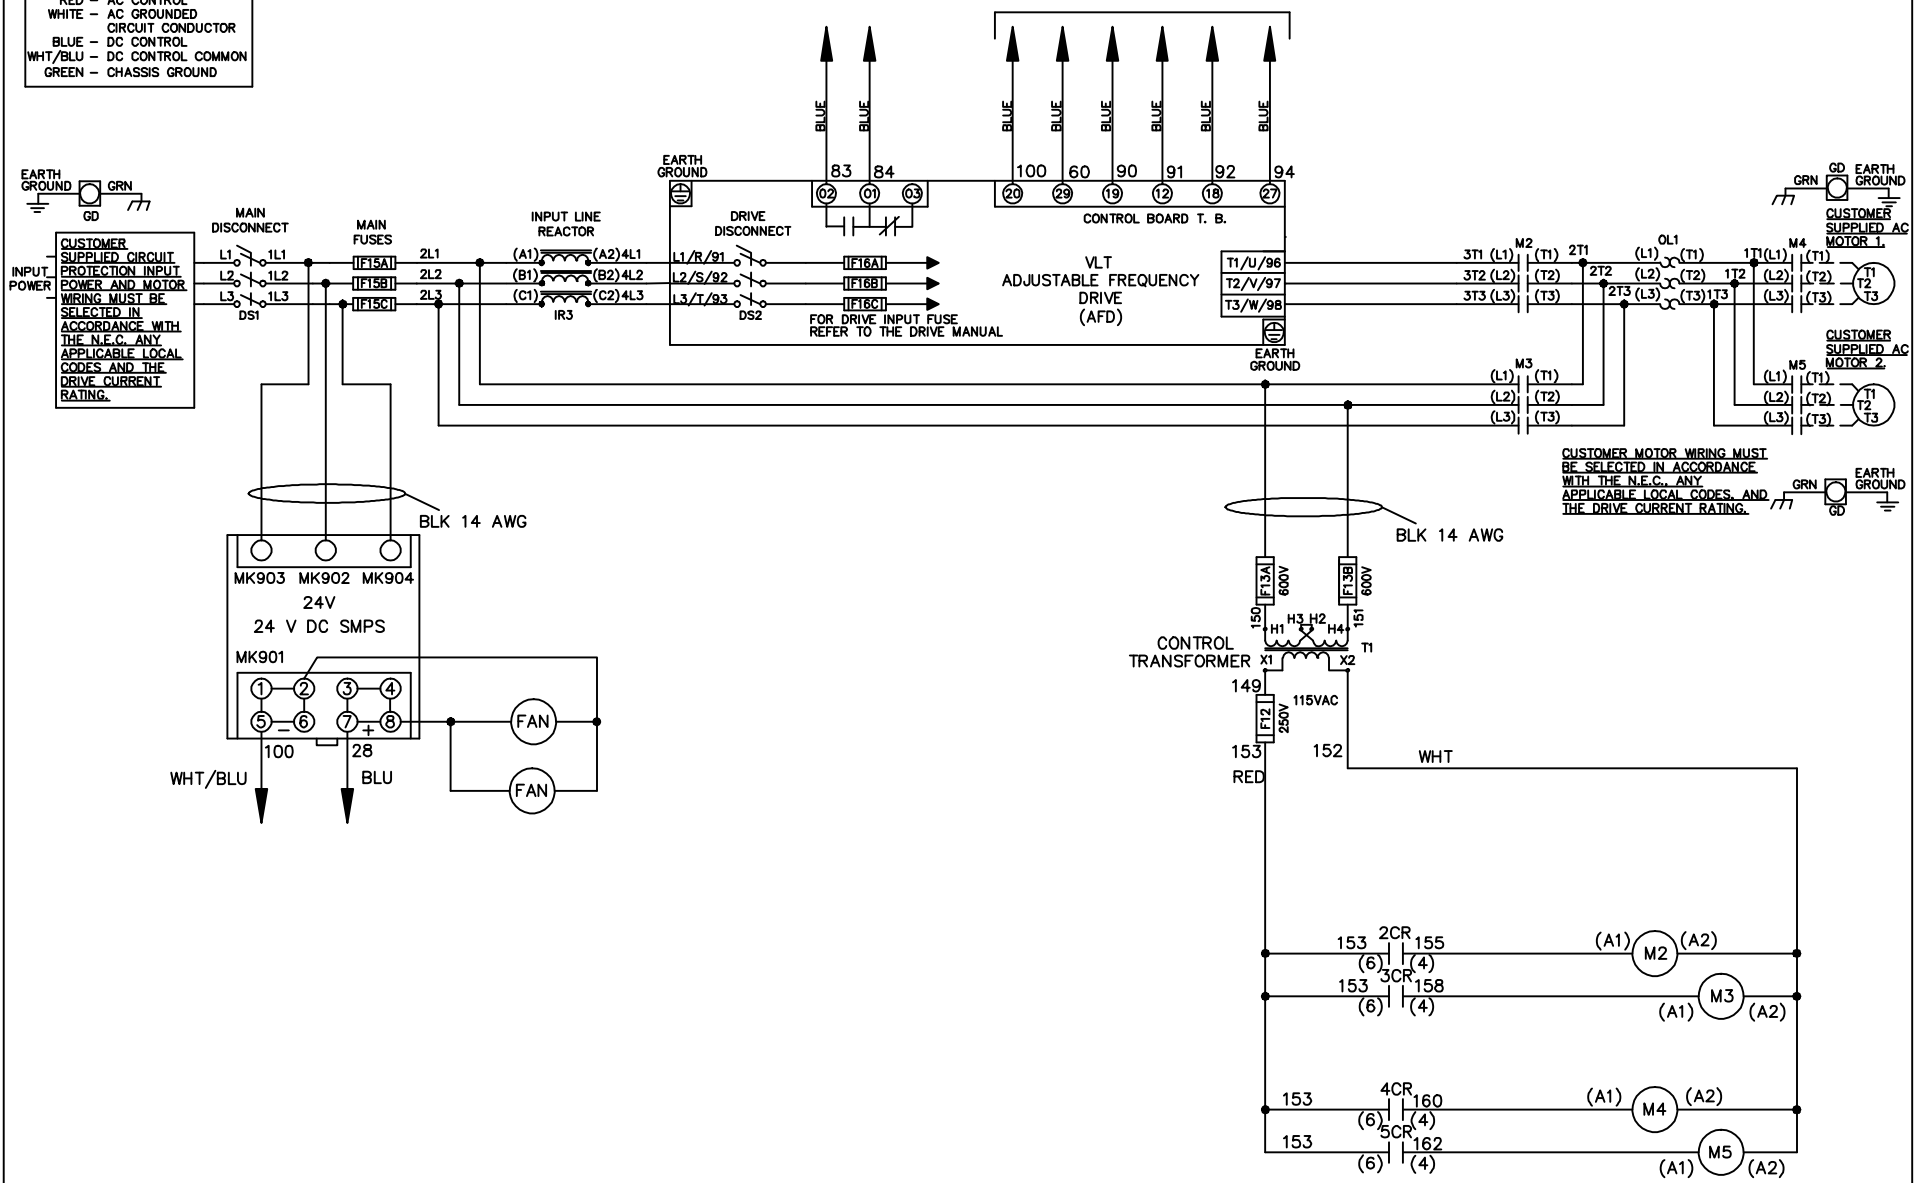 RED – AC CONTROL
WHITE – AC GROUNDED
CIRCUIT CONDUCTOR
BLUE – DC CONTROL
WHT/BLU – DC CONTROL COMMON
GREEN – CHASSIS GROUND
BLUE
BLUE
BLUE
BLUE
BLUE
BLUE
BLUE
BLUE
EARTH
GROUND
GRN
GD
EARTH
GROUND
83 84
02 01 03
100 60 90 91 92 94
20 29 19 12 18 27
CONTROL BOARD T. B.
GD
GRN
EARTH
GROUND
INPUT
POWER
CUSTOMER
SUPPLIED CIRCUIT
PROTECTION INPUT
POWER AND MOTOR
WIRING MUST BE
SELECTED IN
ACCORDANCE WITH
THE N.E.C. ANY
APPLICABLE LOCAL
CODES AND THE
DRIVE CURRENT
RATING.
MAIN
DISCONNECT
L1 1L1
L2 1L2
L3 1L3
DS1
MAIN
FUSES
F15A
F15B
F15C
2L1
2L2
2L3
INPUT LINE
REACTOR
(A1) (A2) 4L1
(B1) (B2) 4L2
(C1) (C2) 4L3
IR3
L1/R/91
L2/S/92
L3/T/93
DRIVE
DISCONNECT
DS2
F16A
F16B
F16C
FOR DRIVE INPUT FUSE
REFER TO THE DRIVE MANUAL
VLT
ADJUSTABLE FREQUENCY
DRIVE
(AFD)
T1/U/96
T2/V/97
T3/W/98
EARTH
GROUND
M2
3T1 (L1) (T1) 2T1
3T2 (L2) (T2) 2T2
3T3 (L3) (T3) 2T3
OL1
(L1) (T1) 1T1
(L2) (T2) 1T2
(L3) (T3) 1T3
M4
(L1) (T1)
(L2) (T2)
(L3) (T3)
CUSTOMER
SUPPLIED AC
MOTOR 1.
T1
T2
T3
M3
(L1) (T1)
(L2) (T2)
(L3) (T3)
M5
(L1) (T1)
(L2) (T2)
(L3) (T3)
CUSTOMER
SUPPLIED AC
MOTOR 2.
T1
T2
T3
CUSTOMER MOTOR WIRING MUST
BE SELECTED IN ACCORDANCE
WITH THE N.E.C., ANY
APPLICABLE LOCAL CODES, AND
THE DRIVE CURRENT RATING.
GRN
GD
EARTH
GROUND
BLK 14 AWG
MK903 MK902 MK904
24V
24 V DC SMPS
MK901
1 2 3 4
5 6 7 8
– +
100 28
WHT/BLU
BLU
FAN
FAN
BLK 14 AWG
F13A
600V
F13B
600V
150
151
H1 H3 H2 H4
T1
CONTROL
TRANSFORMER
X1 X2
149
115VAC
F12
250V
153
152
RED
WHT
2CR
153 155
(6) (4)
(A1) M2 (A2)
3CR
153 158
(6) (4)
(A1) M3 (A2)
4CR
153 160
(6) (4)
(A1) M4 (A2)
5CR
153 162
(6) (4)
(A1) M5 (A2)